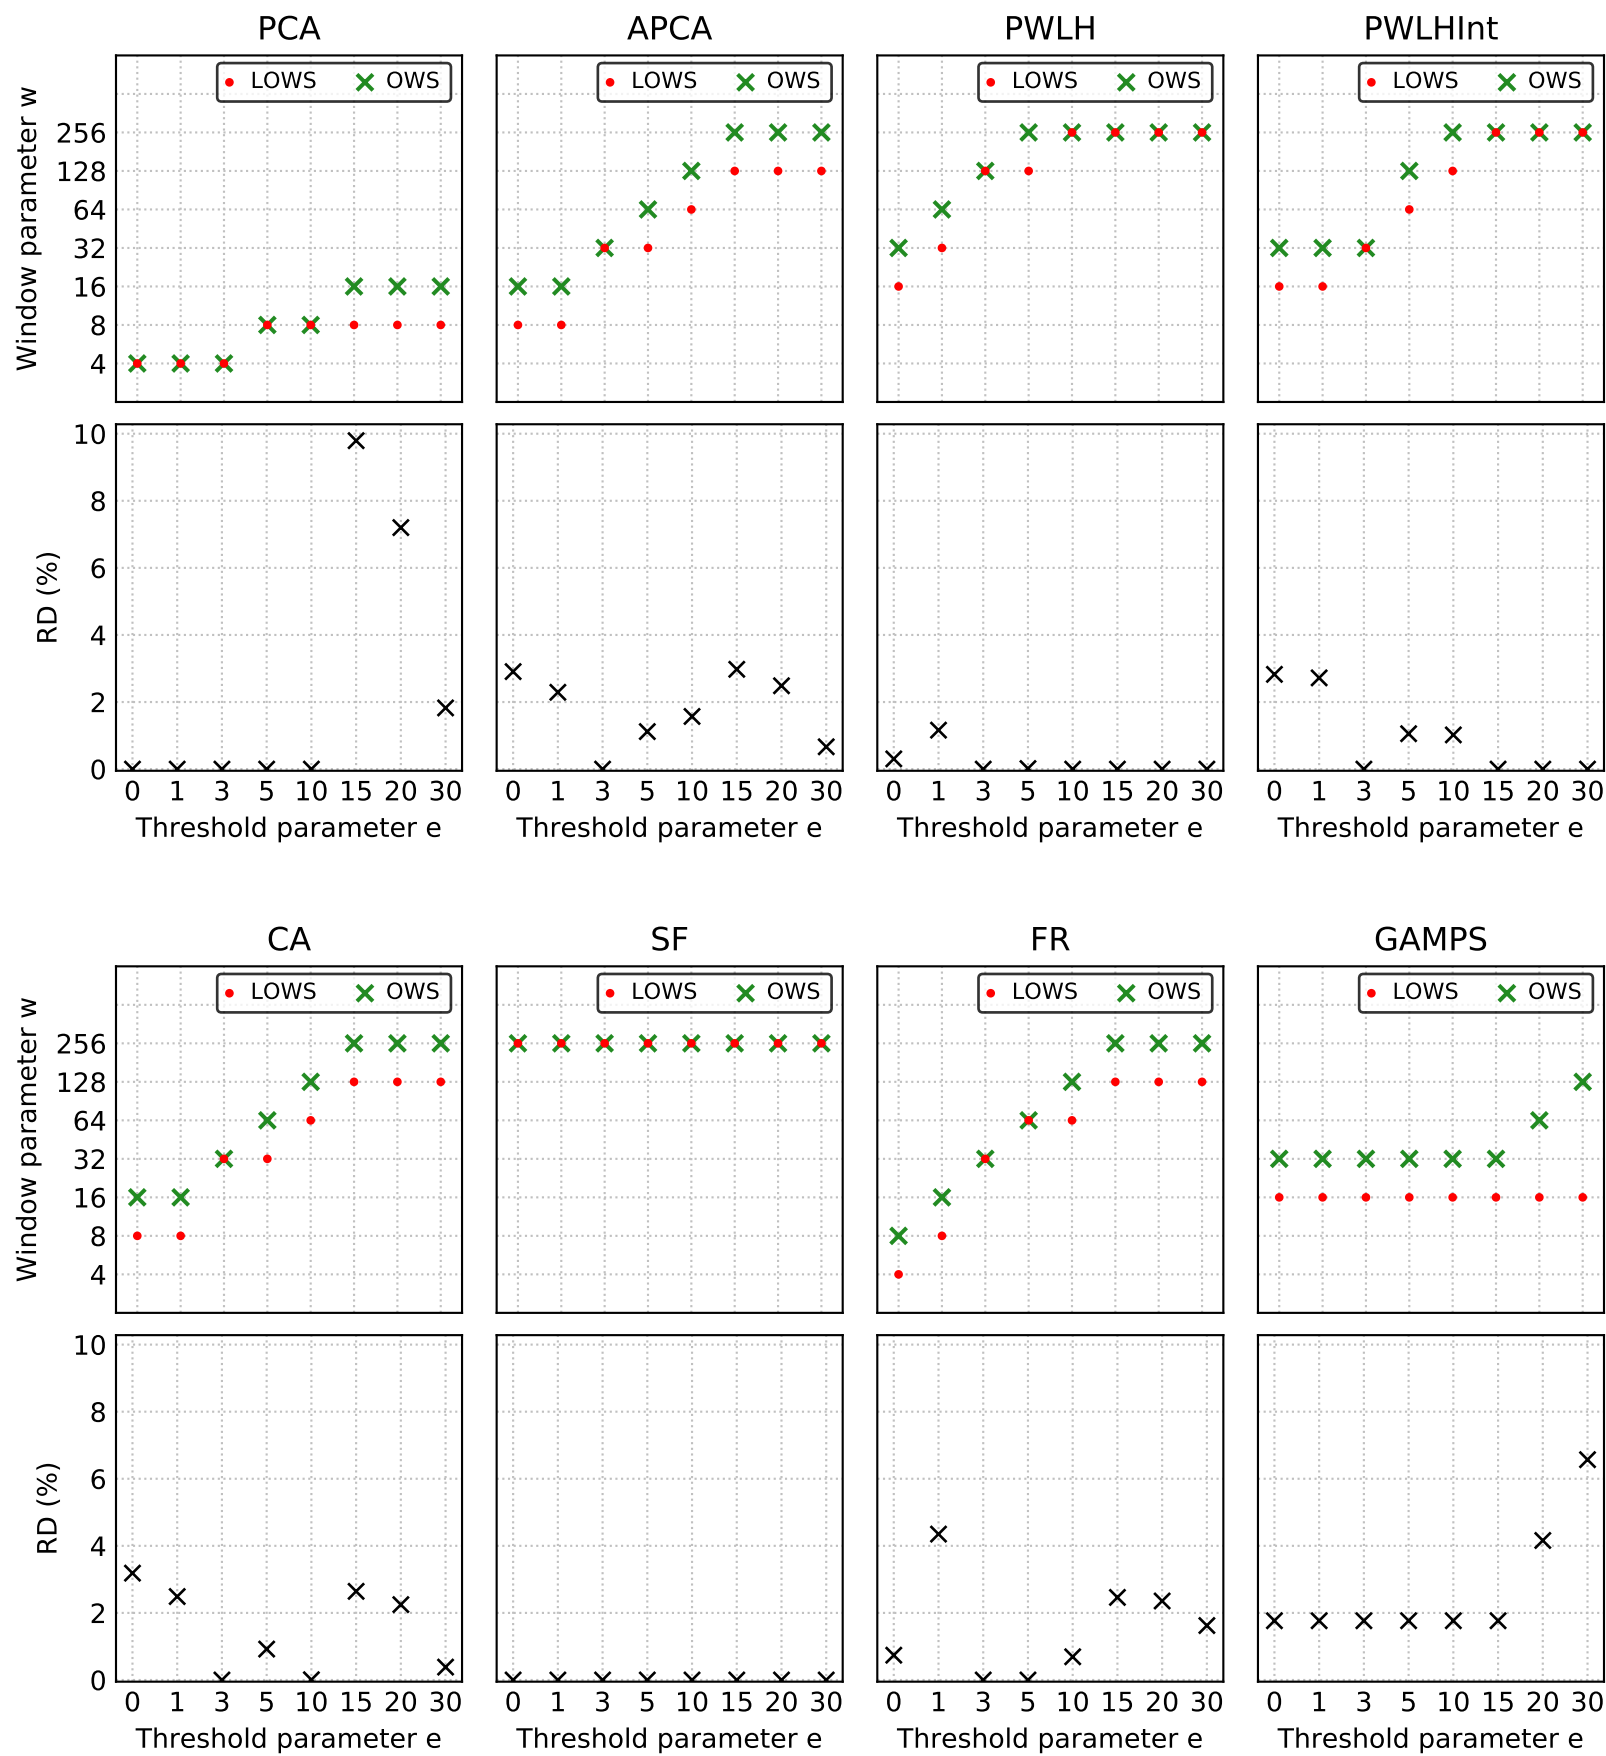 PCA APCA PWLH PWLHInt
LOWS OWS LOWS OWS LOWS OWS LOWS OWS
Window parameter w
256
128
64
32
16
8
4
RD (%)
10
8
6
4
2
0
0 1 3 5 10 15 20 30 0 1 3 5 10 15 20 30 0 1 3 5 10 15 20 30 0 1 3 5 10 15 20 30
Threshold parameter e Threshold parameter e Threshold parameter e Threshold parameter e
CA SF FR GAMPS
LOWS OWS LOWS OWS LOWS OWS LOWS OWS
Window parameter w
256
128
64
32
16
8
4
RD (%)
10
8
6
4
2
0
0 1 3 5 10 15 20 30 0 1 3 5 10 15 20 30 0 1 3 5 10 15 20 30 0 1 3 5 10 15 20 30
Threshold parameter e Threshold parameter e Threshold parameter e Threshold parameter e